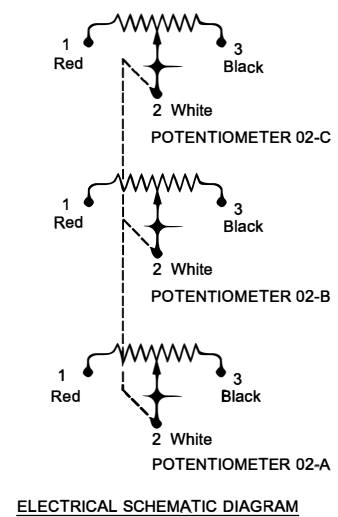 1 3
Red Black
2 White
POTENTIOMETER 02-C
1 3
Red Black
2 White
POTENTIOMETER 02-B
1 3
Red Black
2 White
POTENTIOMETER 02-A
ELECTRICAL SCHEMATIC DIAGRAM